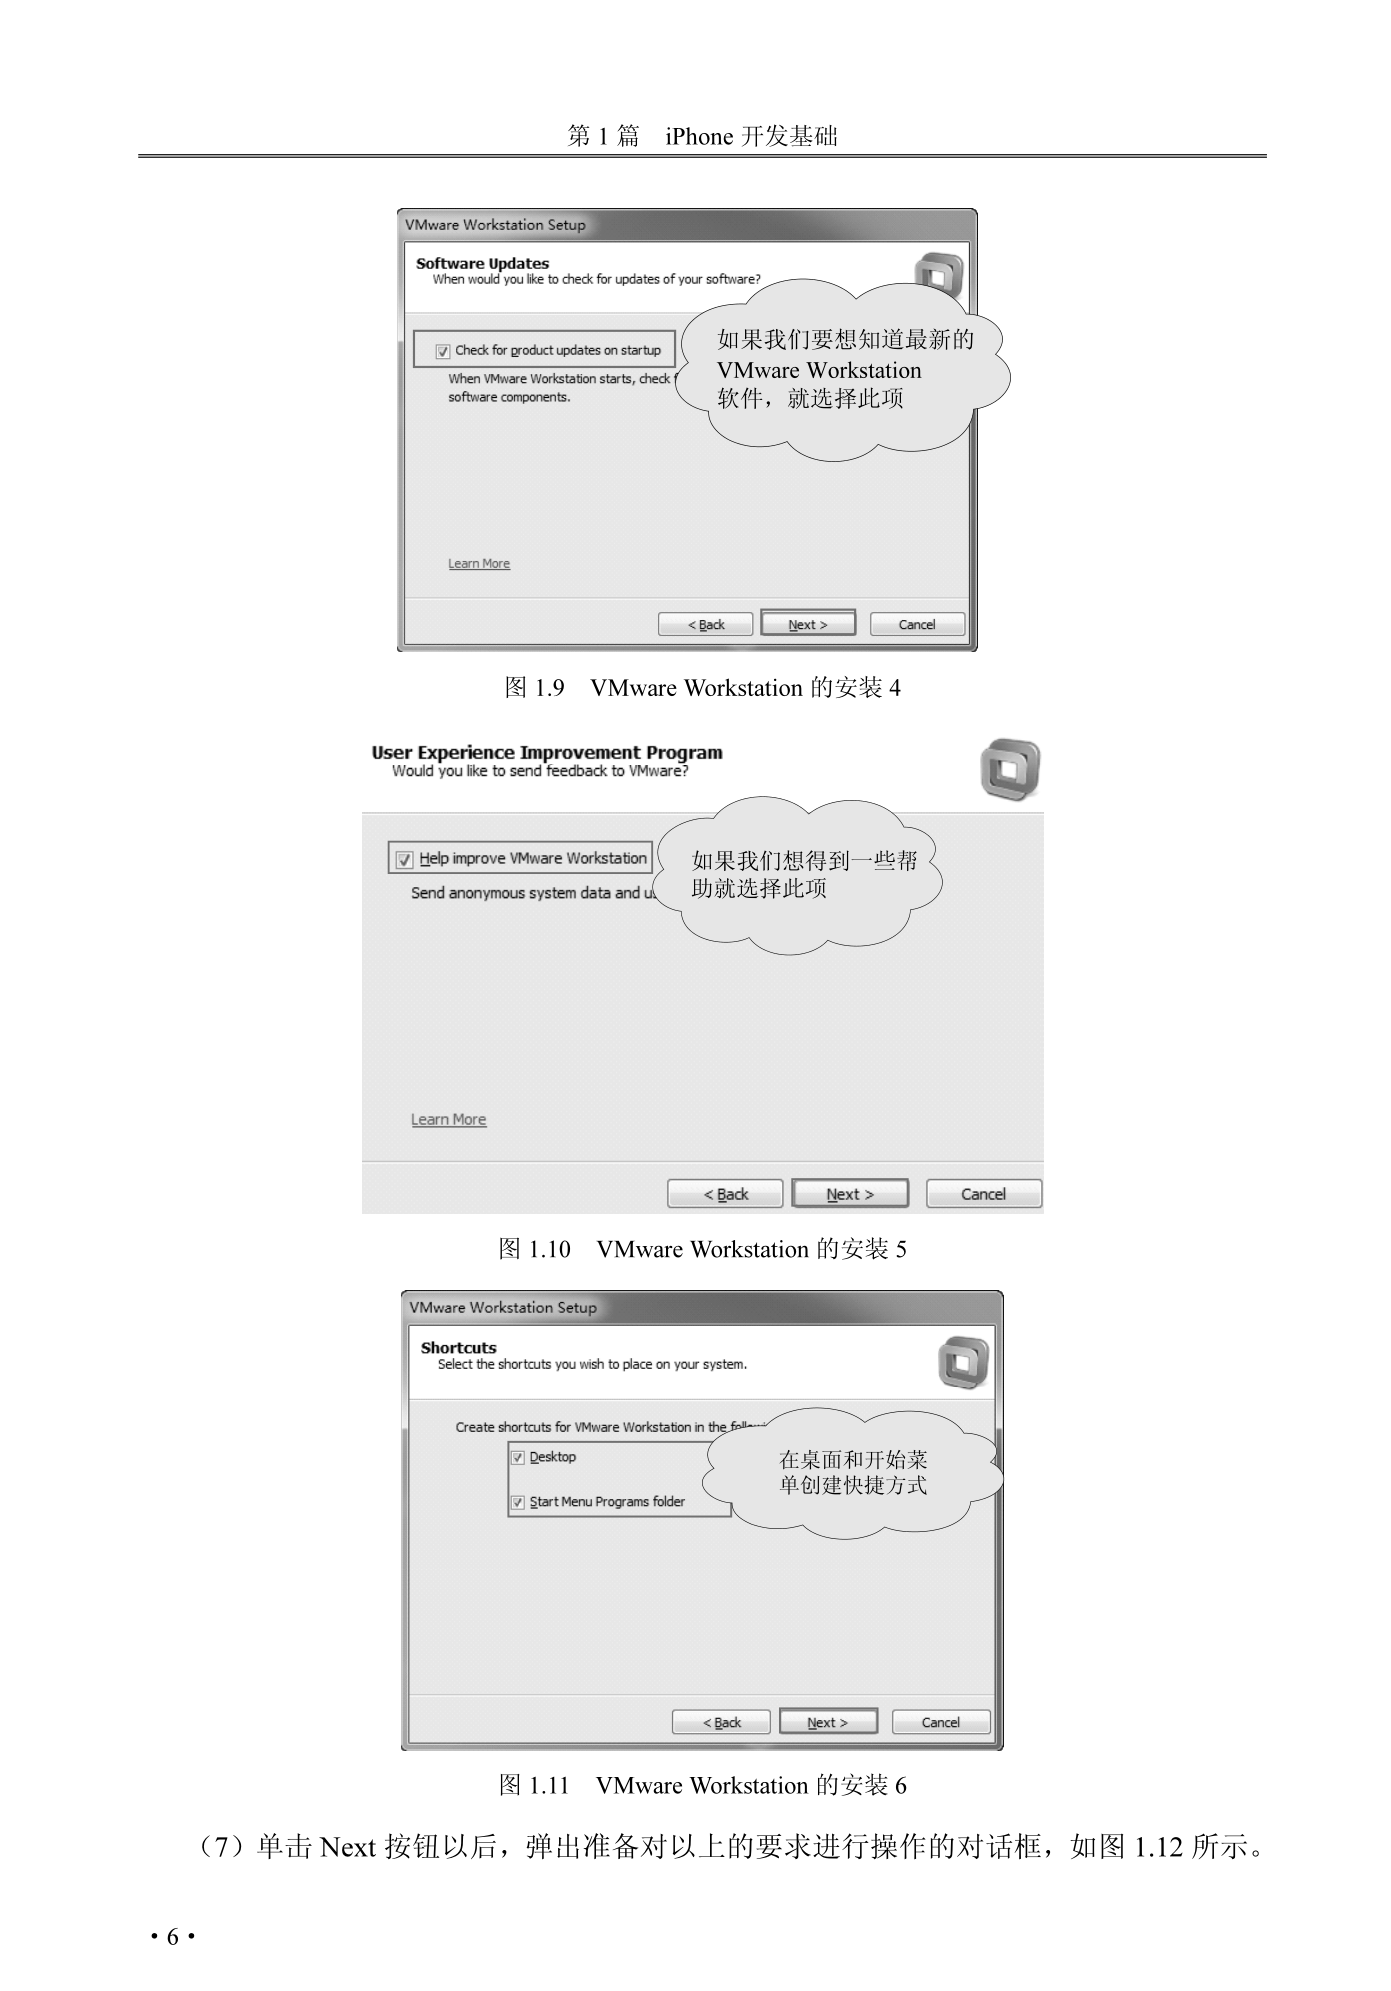 第 1 篇 iPhone 开发基础
VMware Workstation Setup
Software Updates
When would you like to check for updates of your software?
Check for product updates on startup
When VMware Workstation starts, check
software components.
如果我们要想知道最新的
VMware Workstation
软件，就选择此项
Learn More
< Back Next > Cancel
图 1.9 VMware Workstation 的安装 4
User Experience Improvement Program
Would you like to send feedback to VMware?
Help improve VMware Workstation
Send anonymous system data and
如果我们想得到一些帮
助就选择此项
Learn More
< Back Next > Cancel
图 1.10 VMware Workstation 的安装 5
VMware Workstation Setup
Shortcuts
Select the shortcuts you wish to place on your system.
Create shortcuts for VMware Workstation in the
Desktop
Start Menu Programs folder
在桌面和开始菜
单创建快捷方式
< Back Next > Cancel
图 1.11 VMware Workstation 的安装 6
（7）单击 Next 按钮以后，弹出准备对以上的要求进行操作的对话框，如图 1.12 所示。
• 6 •